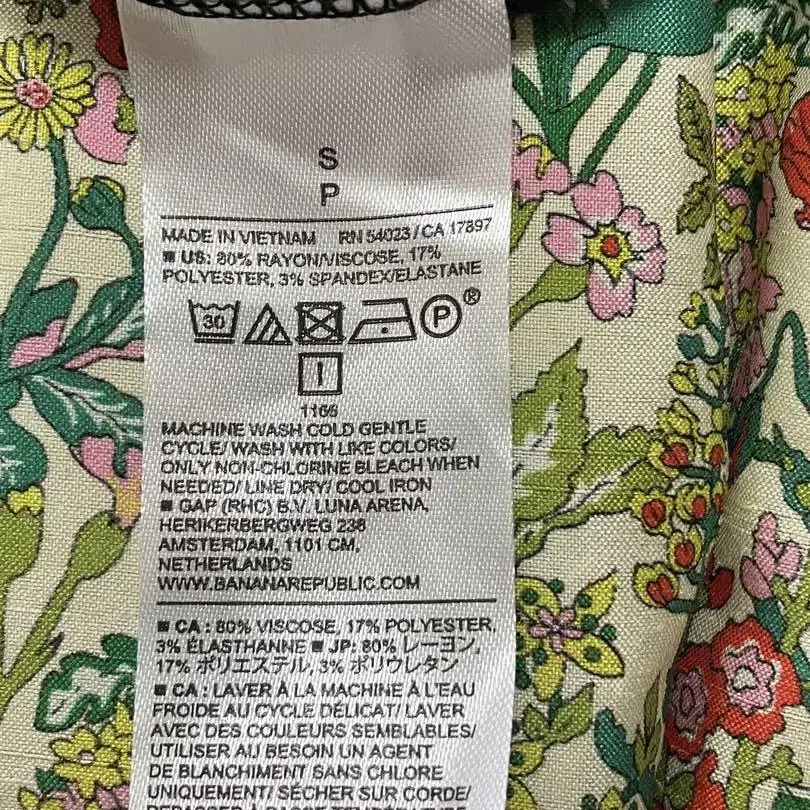 S
P
MADE IN VIETNAM RN 54023 / CA 17897
■ US: 80% RAYON/VISCOSE, 17%
POLYESTER, 3% SPANDEX/ELASTANE
30 P ®
I
1166
MACHINE WASH COLD GENTLE
CYCLE/ WASH WITH LIKE COLORS/
ONLY NON-CHLORINE BLEACH WHEN
NEEDED/ LINE DRY/ COOL IRON
■ GAP (RHC) B.V. LUNA ARENA,
HERIKERBERGWEG 238
AMSTERDAM, 1101 CM,
NETHERLANDS
WWW.BANANAREPUBLIC.COM
■ CA : 80% VISCOSE, 17% POLYESTER,
3% ÉLASTHANNE ■ JP: 80% レーヨン,
17% ポリエステル, 3% ポリウレタン
■ CA : LAVER À LA MACHINE À L'EAU
FROIDE AU CYCLE DÉLICAT/ LAVER
AVEC DES COULEURS SEMBLABLES/
UTILISER AU BESOIN UN AGENT
DE BLANCHIMENT SANS CHLORE
UNIQUEMENT/ SÉCHER SUR CORDE/